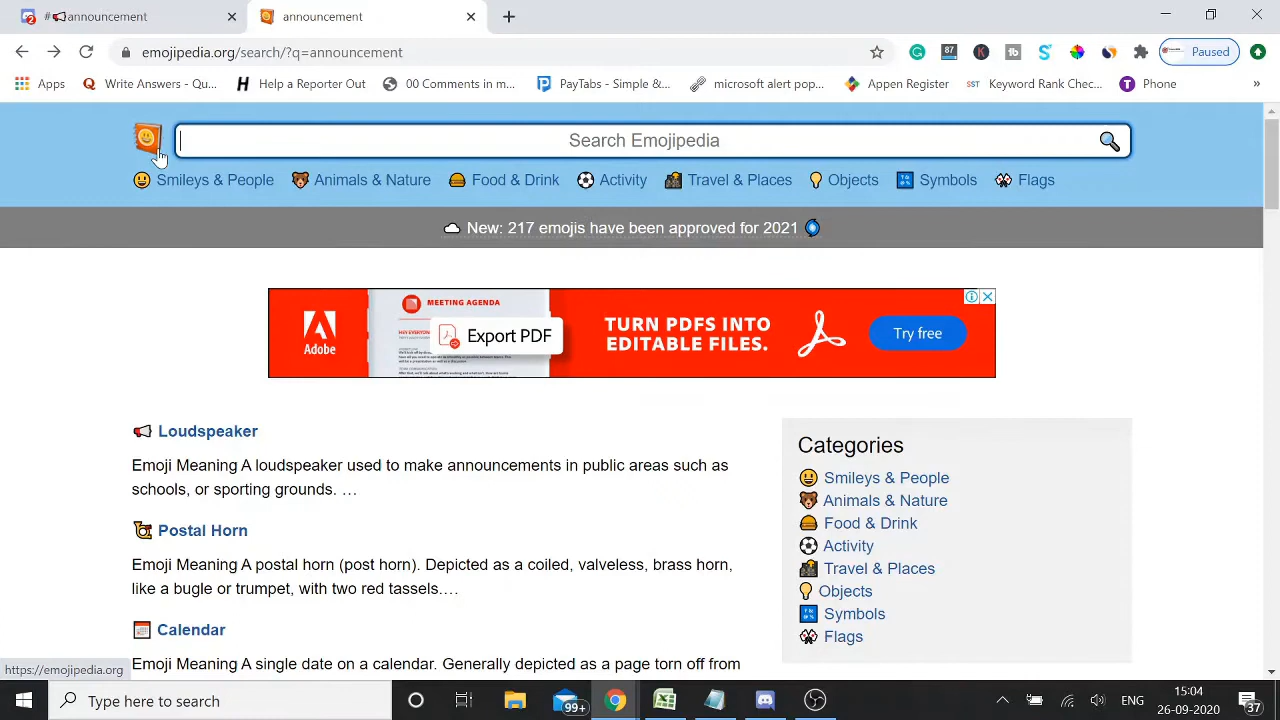 #announcement
announcement
emojipedia.org/search/?q=announcement
87
Paused
Apps
Write Answers - Qu...
Help a Reporter Out
00 Comments in m...
PayTabs - Simple &...
microsoft alert pop...
Appen Register
SST
Keyword Rank Chec...
T
Phone
»
Search Emojipedia
Smileys & People
Animals & Nature
Food & Drink
Activity
Travel & Places
Objects
Symbols
Flags
New: 217 emojis have been approved for 2021
Adobe
MEETING AGENDA
Export PDF
TURN PDFS INTO
EDITABLE FILES.
Try free
Loudspeaker
Emoji Meaning A loudspeaker used to make announcements in public areas such as
schools, or sporting grounds. …
Postal Horn
Emoji Meaning A postal horn (post horn). Depicted as a coiled, valveless, brass horn,
like a bugle or trumpet, with two red tassels.…
Calendar
Emoji Meaning A single date on a calendar. Generally depicted as a page torn off from
Categories
Smileys & People
Animals & Nature
Food & Drink
Activity
Travel & Places
Objects
Symbols
Flags
https://emojipedia.org
Type here to search
99+
ENG
15:04
26-09-2020
37